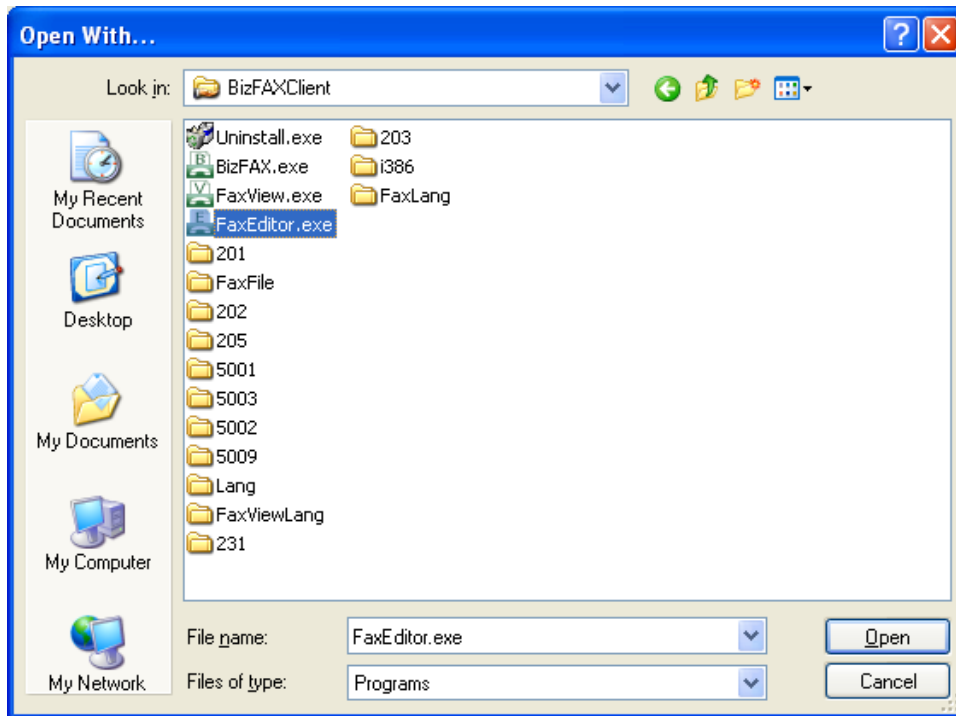 Open With...
Look in:
BizFAXClient
My Recent
Documents
Desktop
My Documents
My Computer
My Network
Uninstall.exe
BizFAX.exe
FaxView.exe
FaxEditor.exe
201
FaxFile
202
205
5001
5003
5002
5009
Lang
FaxViewLang
231
203
i386
FaxLang
File name:
FaxEditor.exe
Open
Files of type:
Programs
Cancel